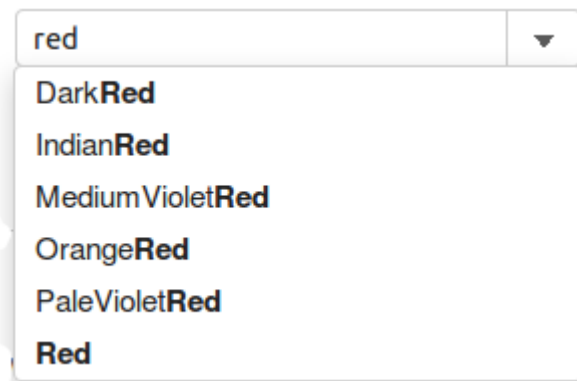 red
DarkRed
IndianRed
MediumVioletRed
OrangeRed
PaleVioletRed
Red